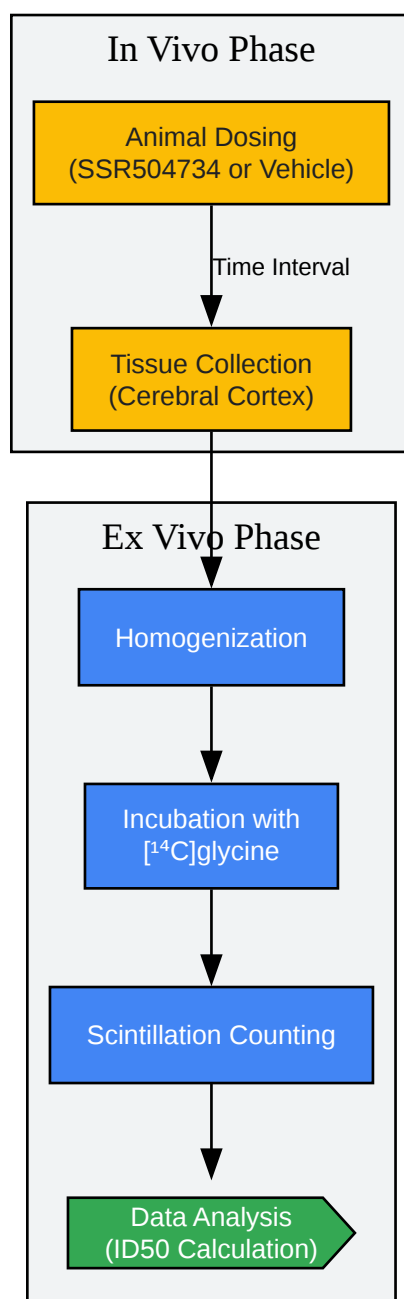 In Vivo Phase
Animal Dosing
(SSR504734 or Vehicle)
Time Interval
Tissue Collection
(Cerebral Cortex)
Ex Vivo Phase
Homogenization
Incubation with
[¹⁴C]glycine
Scintillation Counting
Data Analysis
(ID50 Calculation)